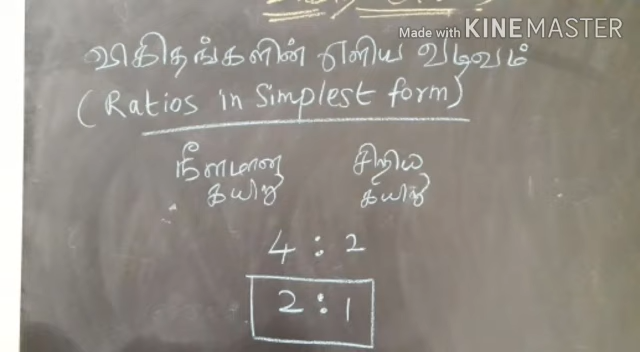 Made with KINEMASTER
விகிதங்களின் எளிய வடிவம்
(Ratios in Simplest form)
நீளமான சிறிய
கயிறு கயிறு
4 : 2
2 : 1